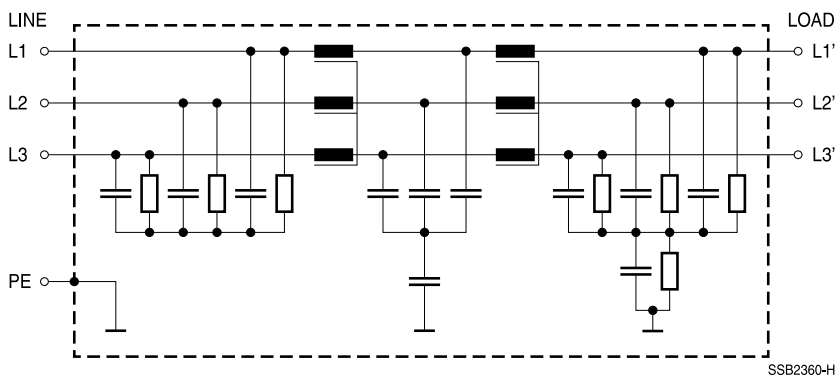 LINE LOAD
L1 L1'
L2 L2'
L3 L3'
PE
SSB2360-H